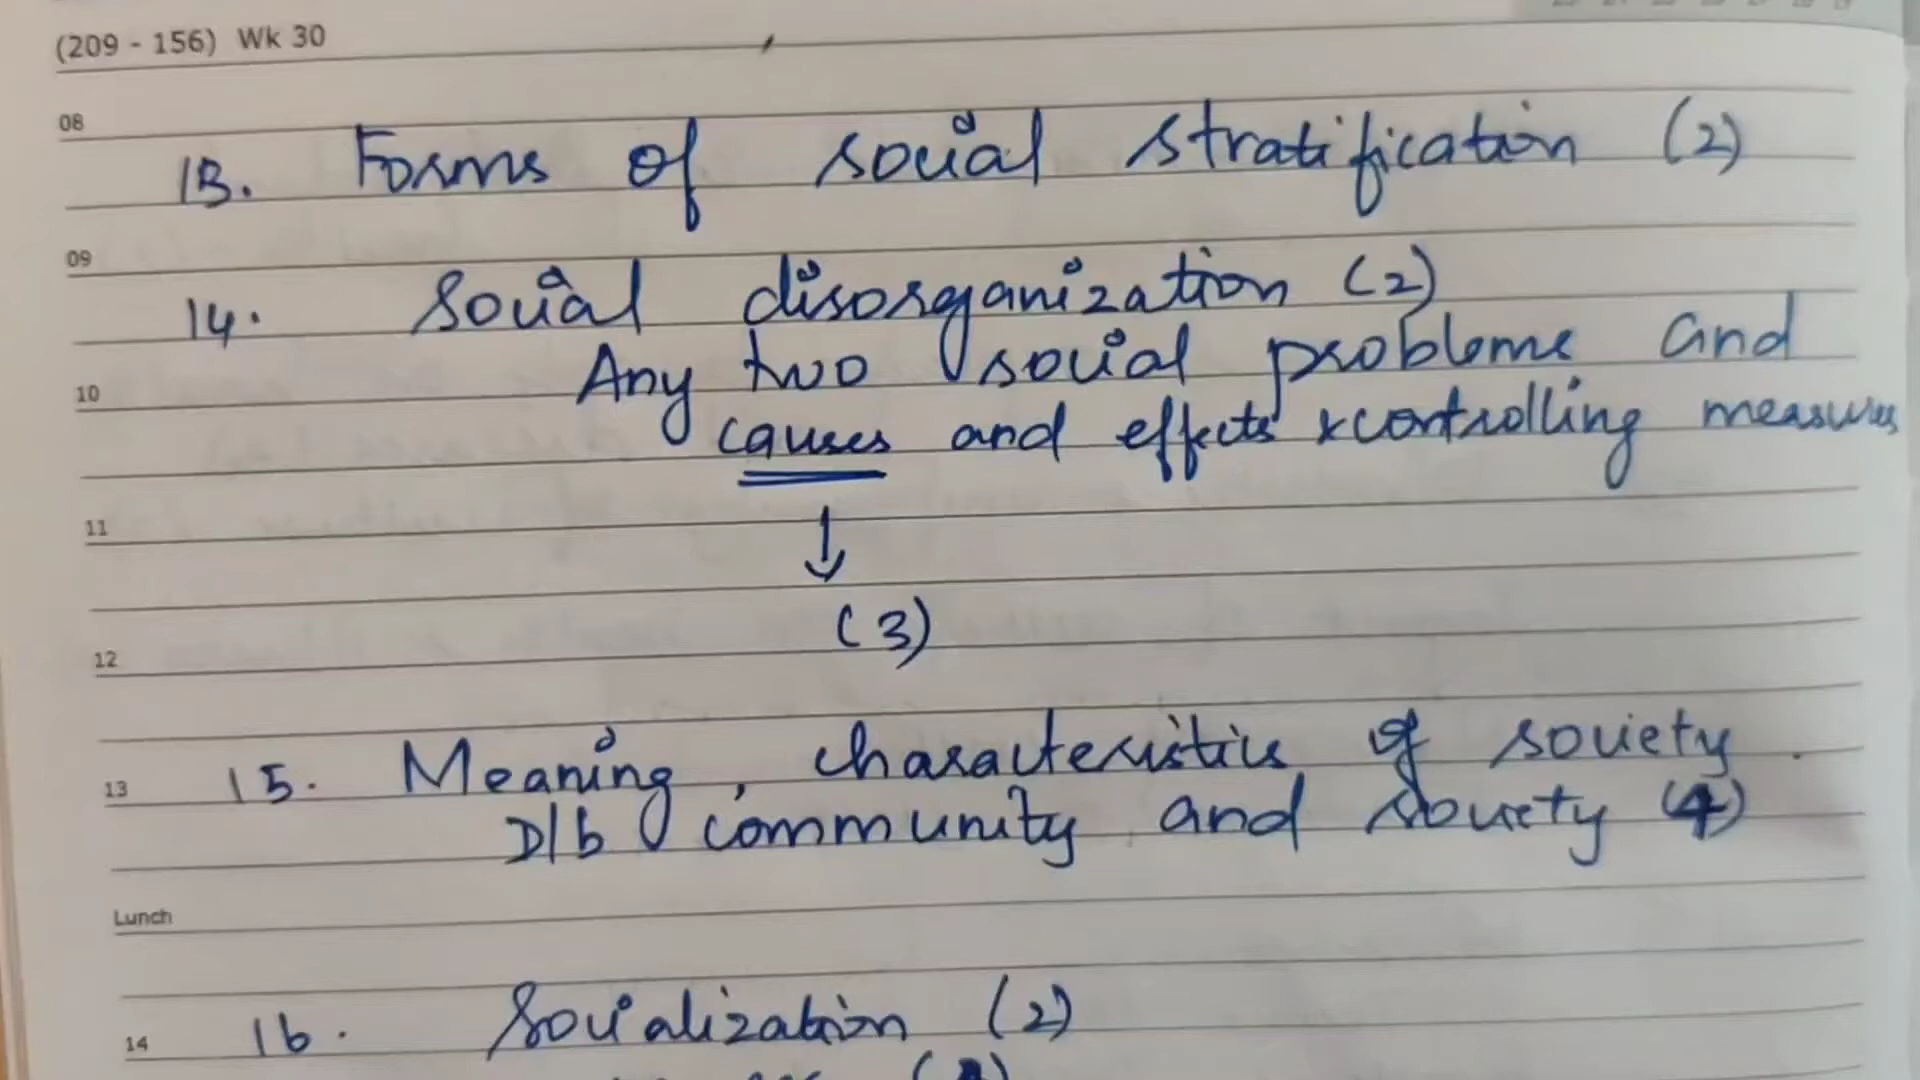 (209 - 156) Wk 30
08
13. Forms of social stratification (2)
09
14. Social disorganization (2)
Any two social problems and
10
causes and effects & controlling measures
11
↓
(3)
12
15. Meaning, characteristics of society.
13
D/b community and society (4)
Lunch
16. Socialization (2)
14